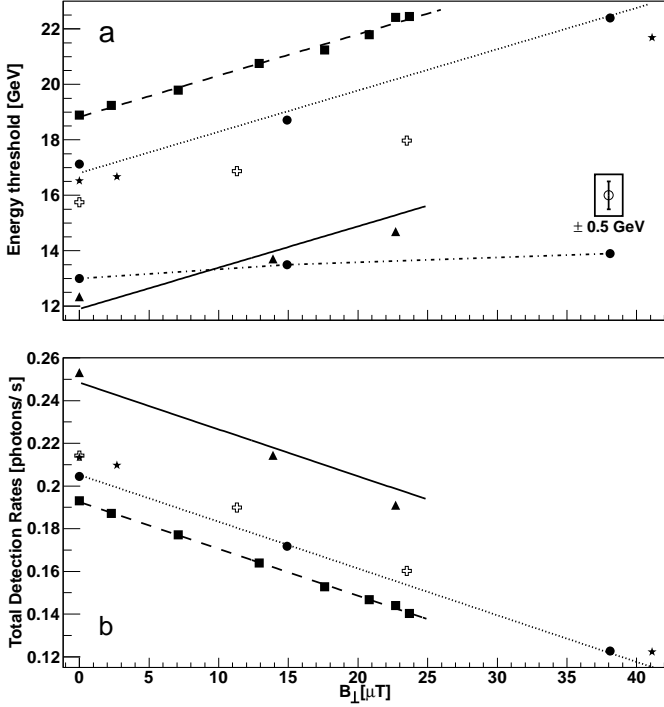 a
22
20
18
16
14
12
Energy threshold [GeV]
± 0.5 GeV
0.26
0.24
0.22
0.2
0.18
0.16
0.14
0.12
Total Detection Rates [photons/ s]
b
0 5 10 15 20 25 30 35 40
B⊥[μT]